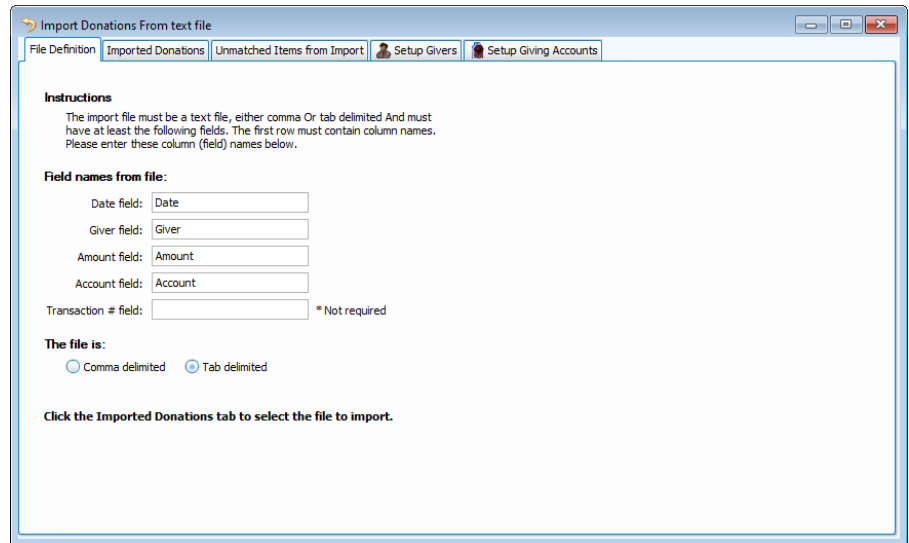 Import Donations From text file
File Definition Imported Donations Unmatched Items from Import Setup Givers Setup Giving Accounts
Instructions
The import file must be a text file, either comma Or tab delimited And must
have at least the following fields. The first row must contain column names.
Please enter these column (field) names below.
Field names from file:
Date field: Date
Giver field: Giver
Amount field: Amount
Account field: Account
Transaction # field: * Not required
The file is:
Comma delimited Tab delimited
Click the Imported Donations tab to select the file to import.